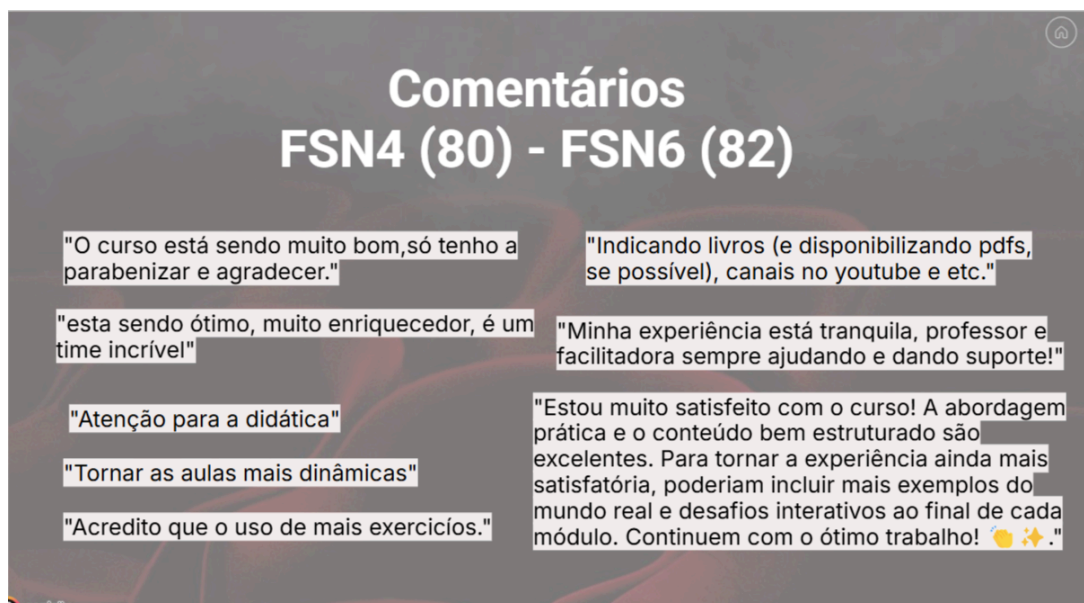 Comentários
FSN4 (80) - FSN6 (82)
"O curso está sendo muito bom,só tenho a
parabenizar e agradecer."
"esta sendo ótimo, muito enriquecedor, é um
time incrível"
"Atenção para a didática"
"Tornar as aulas mais dinâmicas"
"Acredito que o uso de mais exercicíos."
"Indicando livros (e disponibilizando pdfs,
se possível), canais no youtube e etc."
"Minha experiência está tranquila, professor e
facilitadora sempre ajudando e dando suporte!"
"Estou muito satisfeito com o curso! A abordagem
prática e o conteúdo bem estruturado são
excelentes. Para tornar a experiência ainda mais
satisfatória, poderiam incluir mais exemplos do
mundo real e desafios interativos ao final de cada
módulo. Continuem com o ótimo trabalho! 👏 ✨."